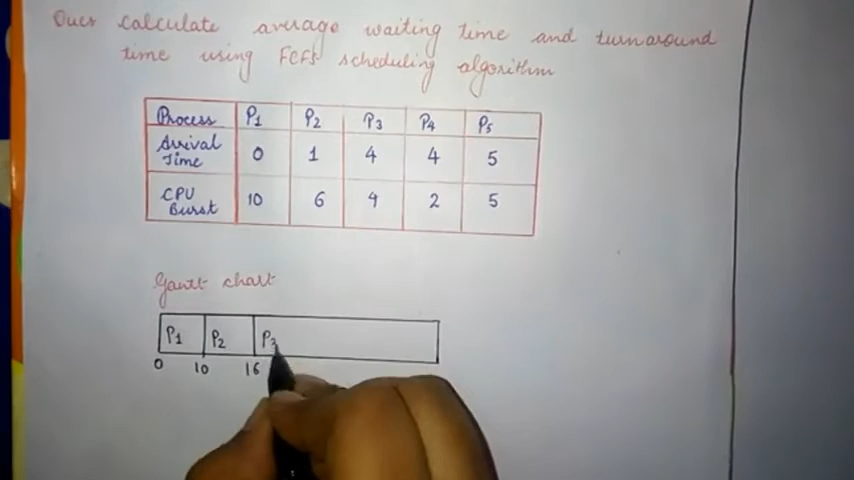 Ques calculate average waiting time and turnaround
time using FCFS scheduling algorithm
Process P1 P2 P3 P4 P5
Arrival Time 0 1 4 4 5
CPU Burst 10 6 4 2 5
Gantt chart
P1 P2 P3
0 10 16